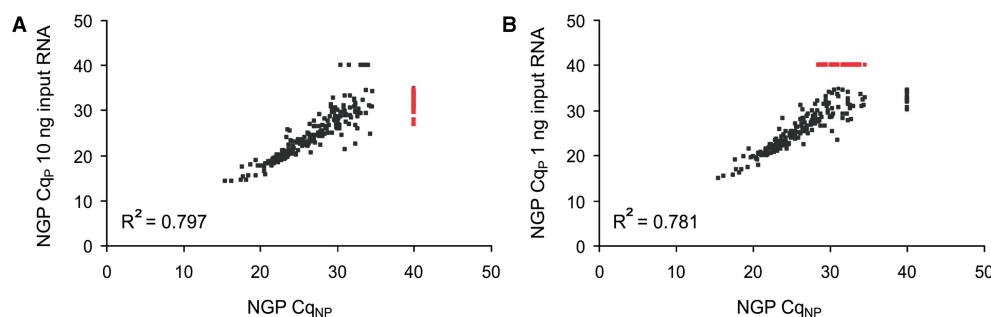 A
NGP CqP 10 ng input RNA
50
40
30
20
10
0
R² = 0.797
0 10 20 30 40 50
NGP CqNP
B
NGP CqP 1 ng input RNA
50
40
30
20
10
0
R² = 0.781
0 10 20 30 40 50
NGP CqNP